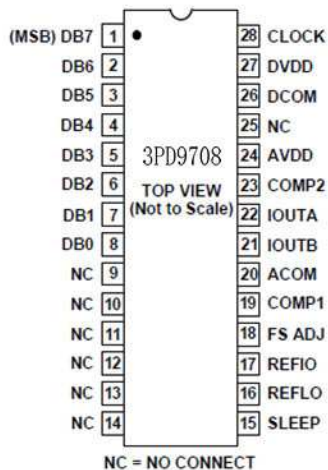 (MSB) DB7 1 28 CLOCK
DB6 2 27 DVDD
DB5 3 26 DCOM
DB4 4 25 NC
DB3 5 3PD9708 24 AVDD
DB2 6 TOP VIEW 23 COMP2
DB1 7 (Not to Scale) 22 IOUTA
DB0 8 21 IOUTB
NC 9 20 ACOM
NC 10 19 COMP1
NC 11 18 FS ADJ
NC 12 17 REFIO
NC 13 16 REFLO
NC 14 15 SLEEP
NC = NO CONNECT